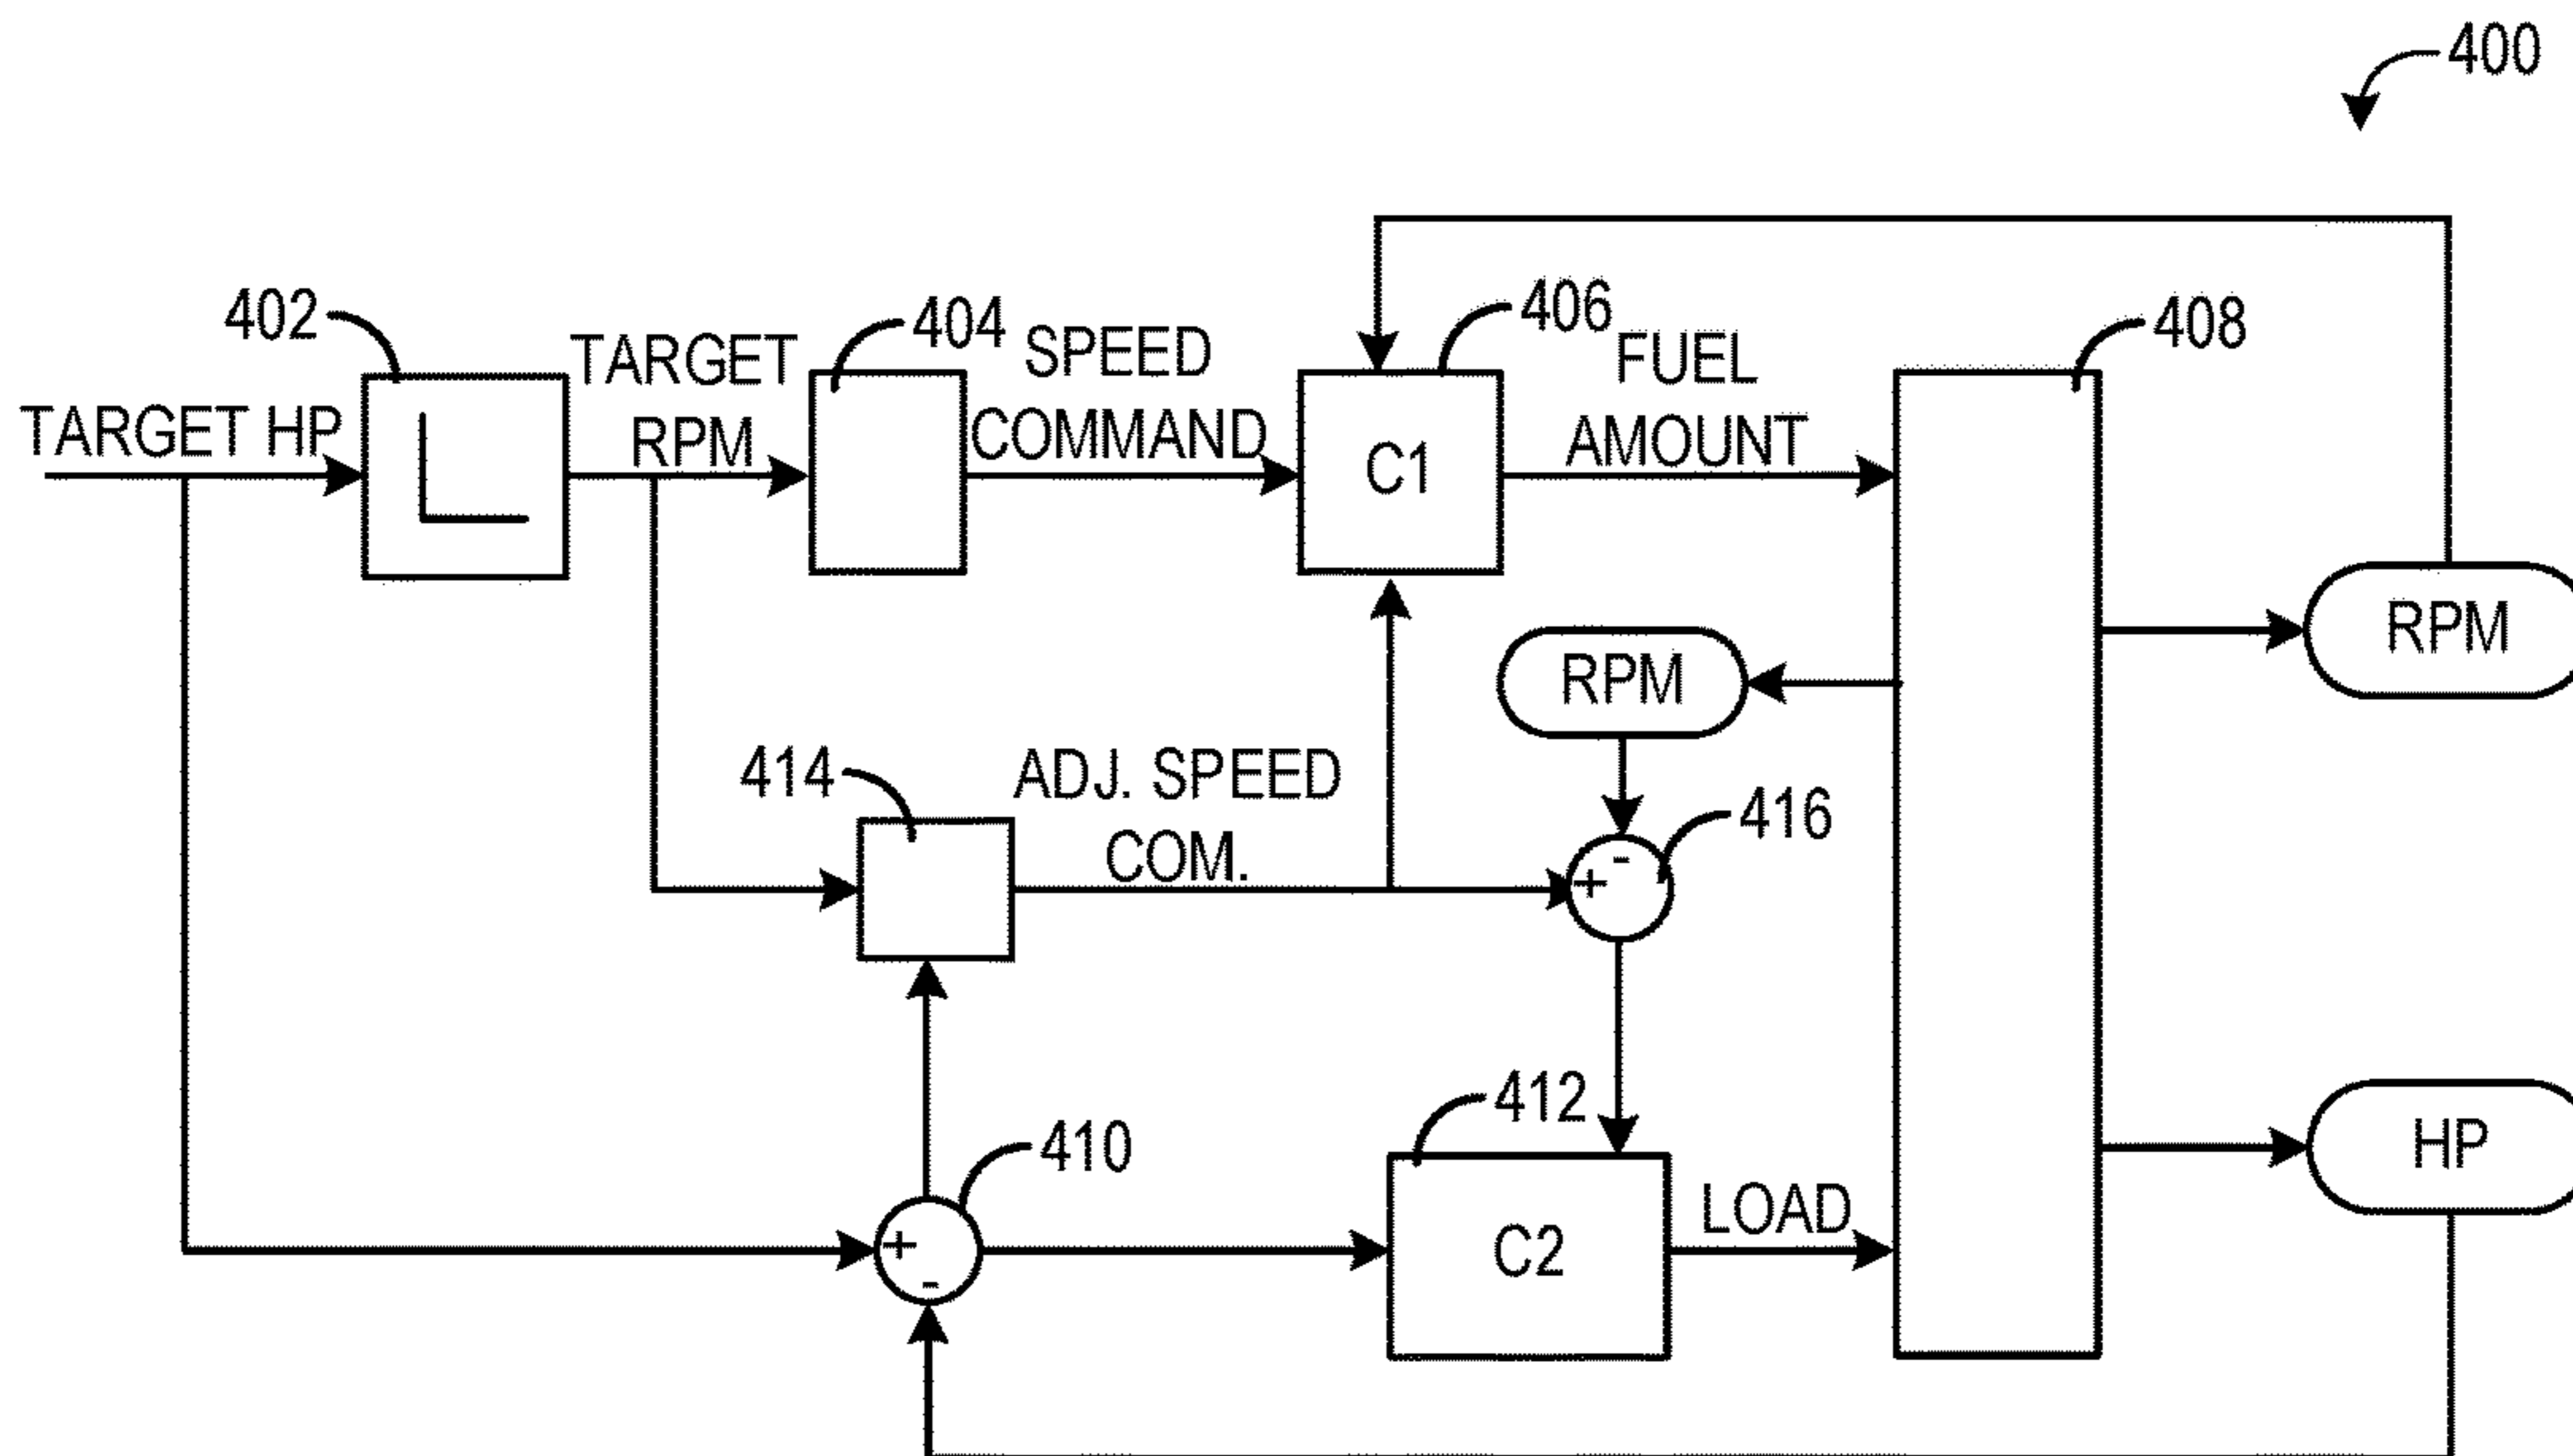 400
402
TARGET
RPM
404
SPEED
COMMAND
406
FUEL
AMOUNT
408
TARGET HP
C1
RPM
RPM
414
ADJ. SPEED
COM.
416
-
+
412
410
HP
LOAD
+
-
C2